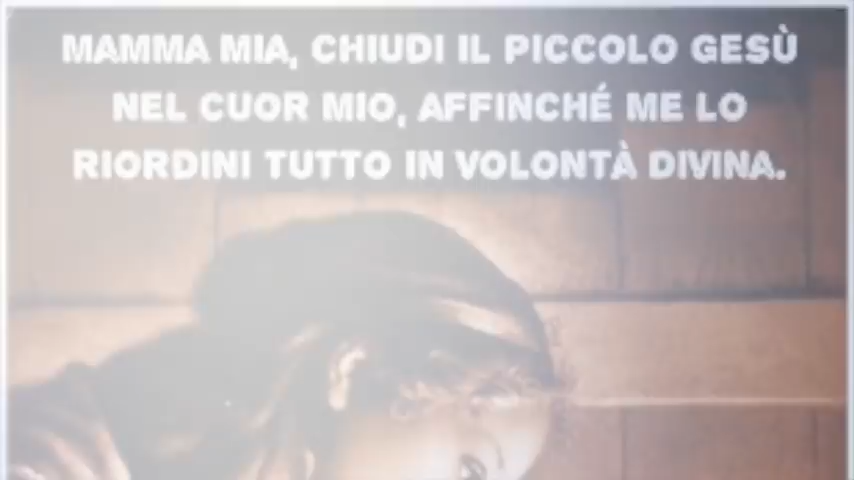 MAMMA MIA, CHIUDI IL PICCOLO GESÙ
NEL CUOR MIO, AFFINCHÉ ME LO
RIORDINI TUTTO IN VOLONTÀ DIVINA.